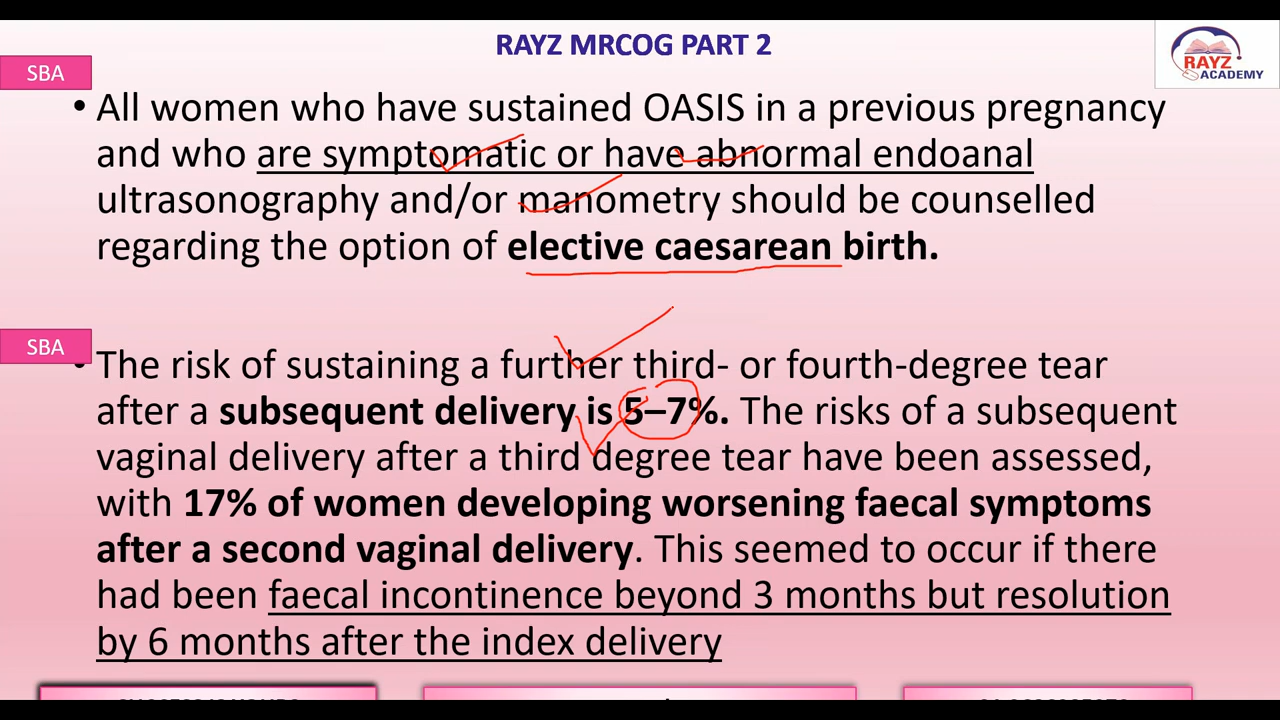 RAYZ MRCOG PART 2
RAYZ
ACADEMY
SBA
• All women who have sustained OASIS in a previous pregnancy
and who are symptomatic or have abnormal endoanal
ultrasonography and/or manometry should be counselled
regarding the option of elective caesarean birth.
SBA
• The risk of sustaining a further third- or fourth-degree tear
after a subsequent delivery is 5–7%. The risks of a subsequent
vaginal delivery after a third degree tear have been assessed,
with 17% of women developing worsening faecal symptoms
after a second vaginal delivery. This seemed to occur if there
had been faecal incontinence beyond 3 months but resolution
by 6 months after the index delivery